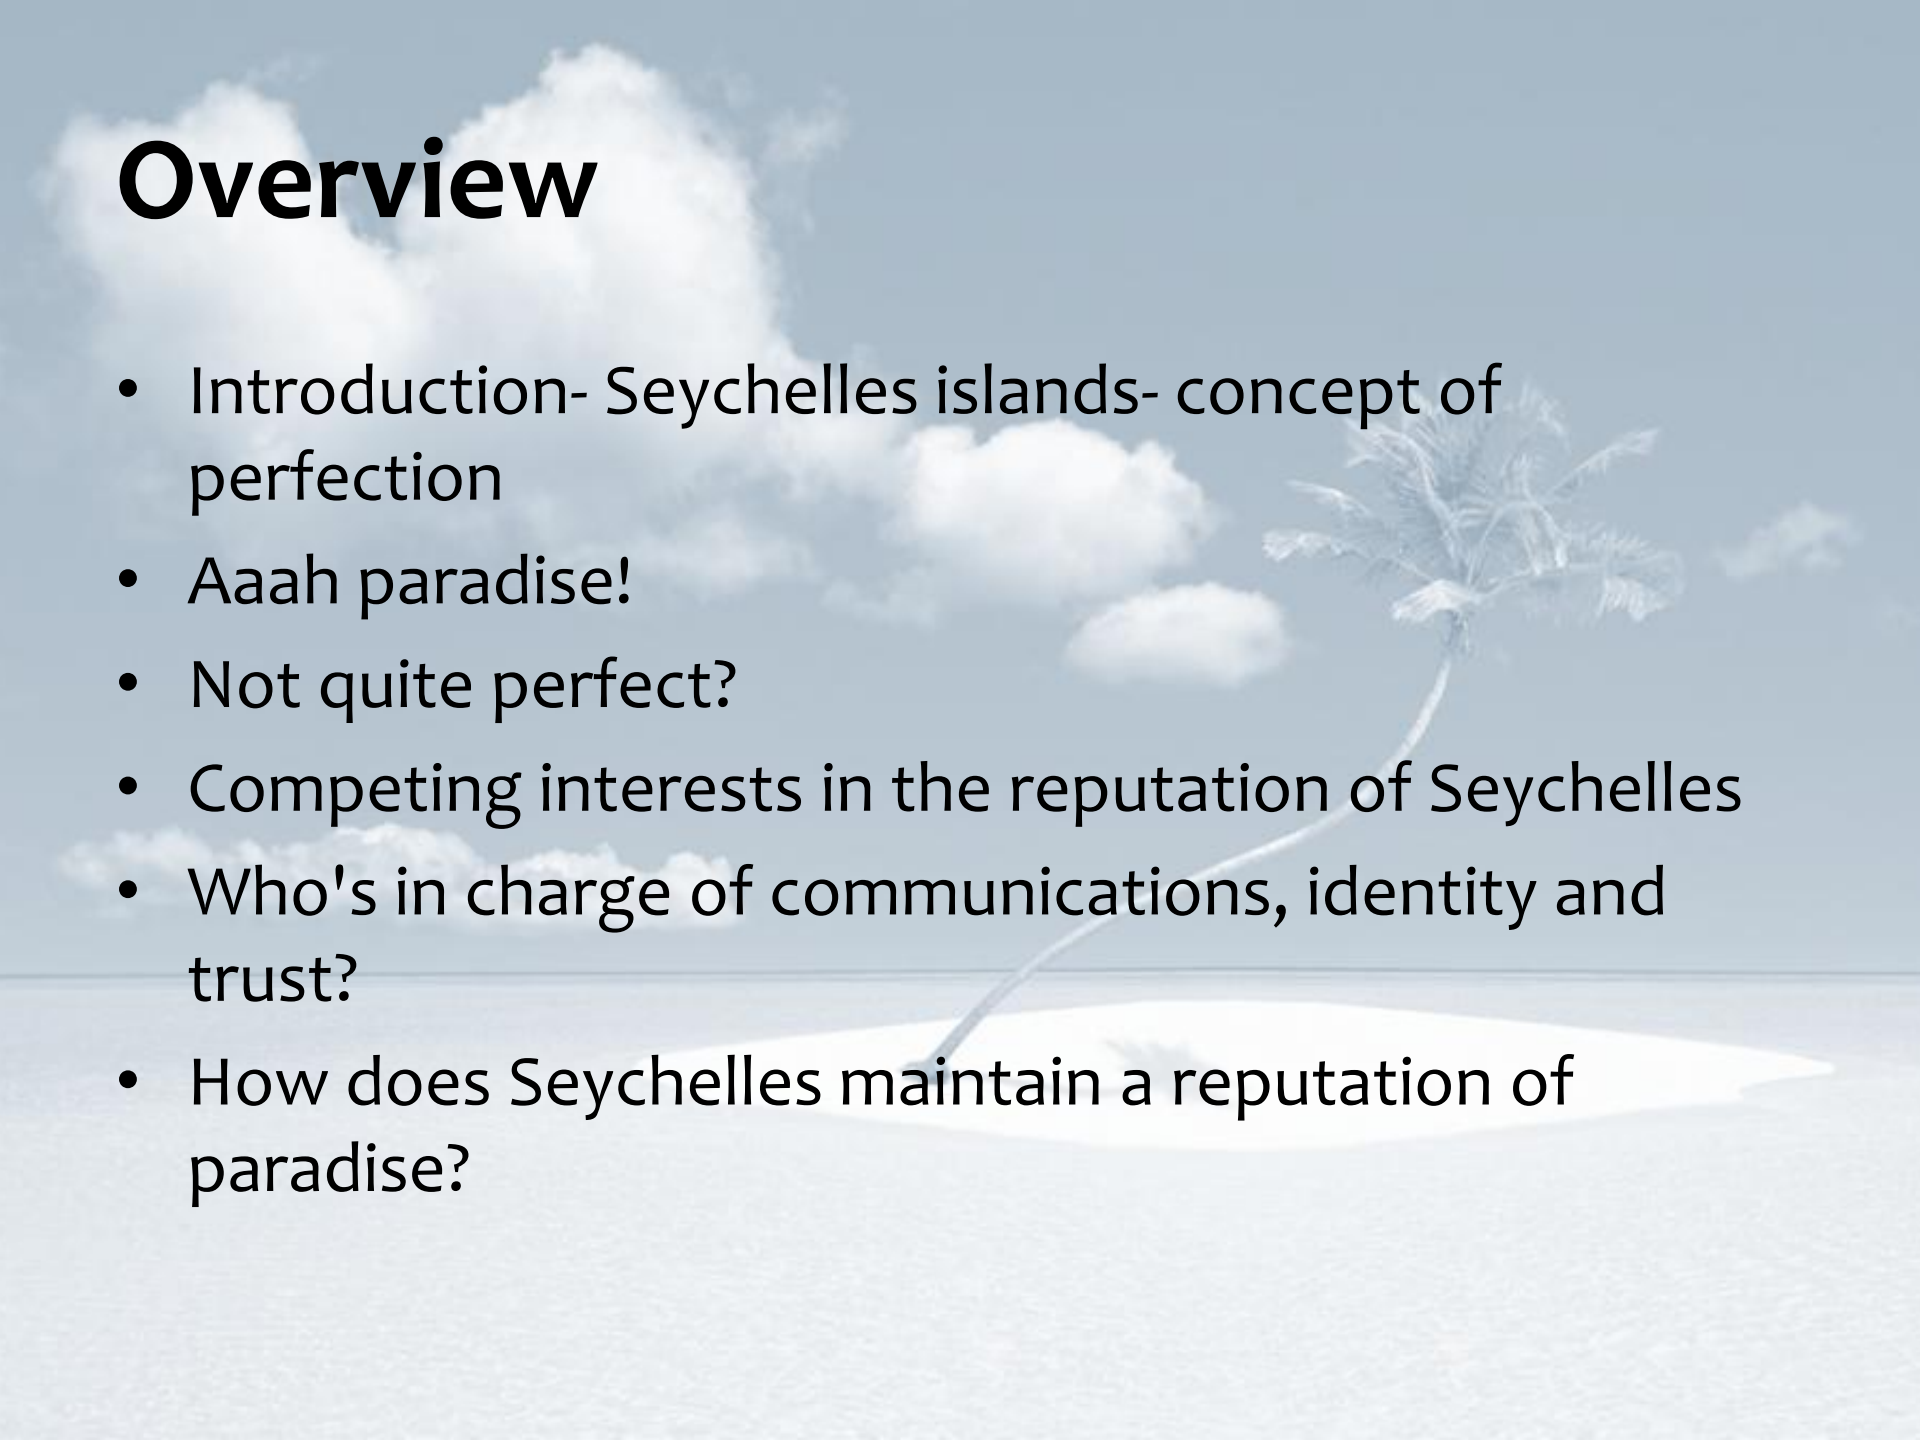 Overview
• Introduction- Seychelles islands- concept of
perfection
• Aaah paradise!
• Not quite perfect?
• Competing interests in the reputation of Seychelles
• Who's in charge of communications, identity and
trust?
• How does Seychelles maintain a reputation of
paradise?